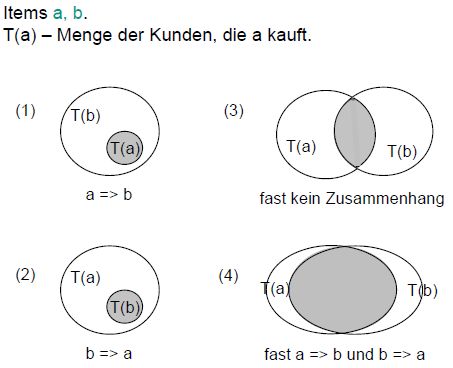 Items a, b.
T(a) – Menge der Kunden, die a kauft.
(1)
T(b)
T(a)
a => b
(3)
T(a)
T(b)
fast kein Zusammenhang
(2)
T(a)
T(b)
b => a
(4)
T(a)
T(b)
fast a => b und b => a